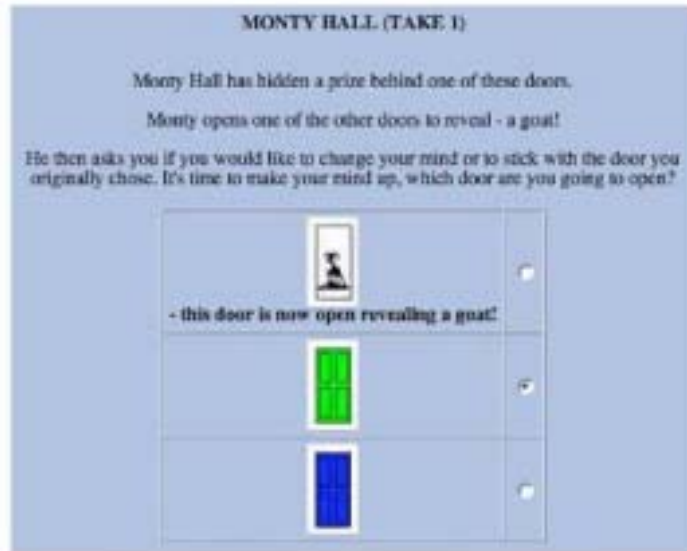 MONTY HALL (TAKE 1)
Monty Hall has hidden a prize behind one of these doors.
Monty opens one of the other doors to reveal - a goat!
He then asks you if you would like to change your mind or to stick with the door you
originally chose. It's time to make your mind up, which door are you going to open?
- this door is now open revealing a goat!